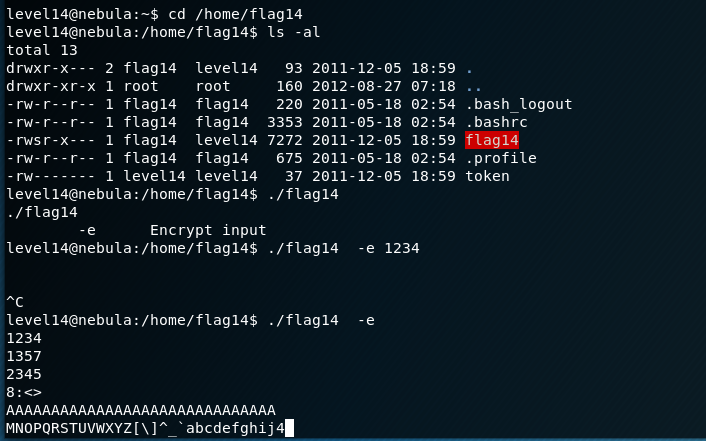 level14@nebula:~$ cd /home/flag14
level14@nebula:/home/flag14$ ls -al
total 13
drwxr-x--- 2 flag14  level14   93 2011-12-05 18:59 .
drwxr-xr-x 1 root    root     160 2012-08-27 07:18 ..
-rw-r--r-- 1 flag14  flag14   220 2011-05-18 02:54 .bash_logout
-rw-r--r-- 1 flag14  flag14  3353 2011-05-18 02:54 .bashrc
-rwsr-x--- 1 flag14  level14 7272 2011-12-05 18:59 flag14
-rw-r--r-- 1 flag14  flag14   675 2011-05-18 02:54 .profile
-rw------- 1 level14 level14   37 2011-12-05 18:59 token
level14@nebula:/home/flag14$ ./flag14
./flag14
        -e      Encrypt input
level14@nebula:/home/flag14$ ./flag14  -e 1234
^C
level14@nebula:/home/flag14$ ./flag14  -e
1234
1357
2345
8:<>
AAAAAAAAAAAAAAAAAAAAAAAAAAAAAA
MNOPQRSTUVWXYZ[\]^_`abcdefghij4